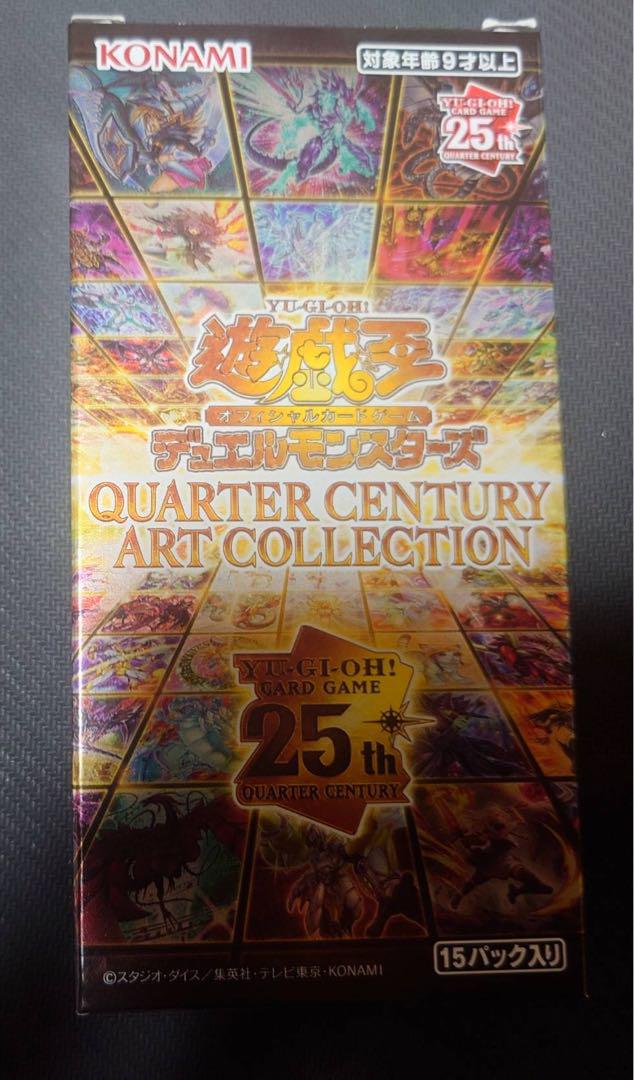 KONAMI
対象年齢9才以上
YU-GI-OH!
CARD GAME
25th
QUARTER CENTURY
YU-GI-OH!
遊戯王
オフィシャルカードゲーム
デュエルモンスターズ
QUARTER CENTURY
ART COLLECTION
YU-GI-OH!
CARD GAME
25th
QUARTER CENTURY
15パック入り
©スタジオ・ダイス/集英社・テレビ東京・KONAMI